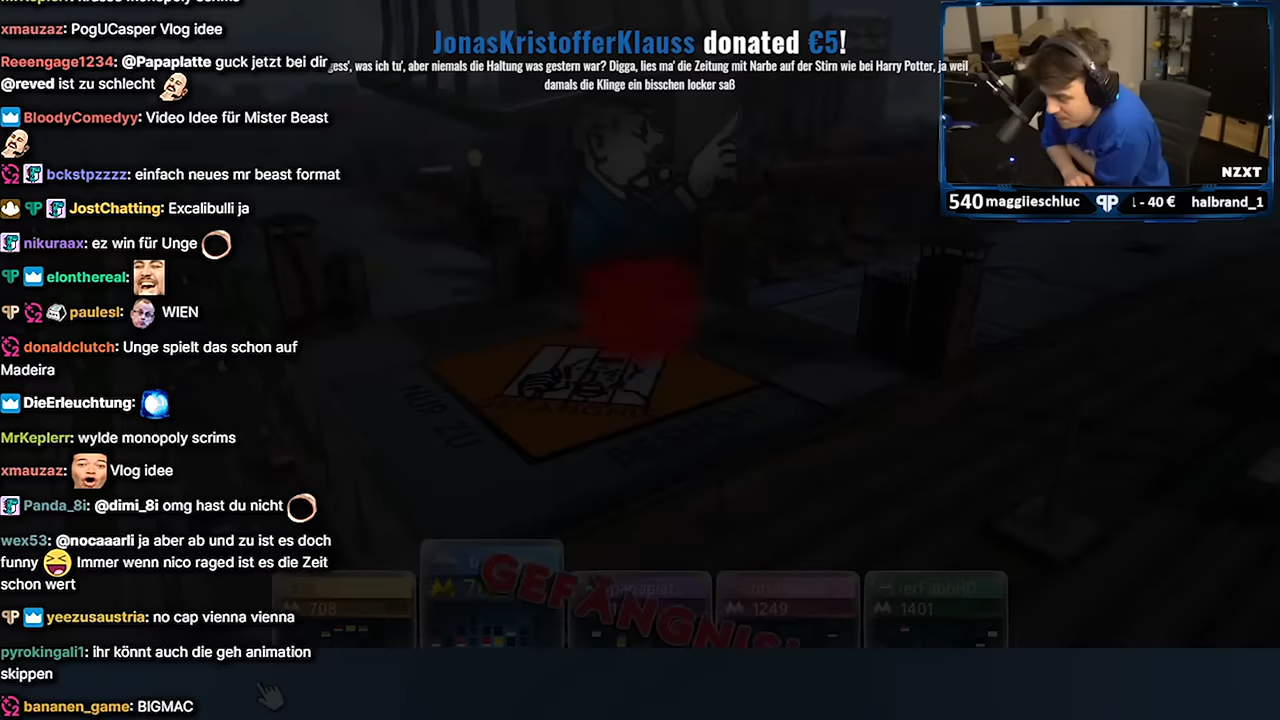 xmauzaz: PogUCasper Vlog idee
Reeengage1234: @Papaplatte guck jetzt bei dir
@reved ist zu schlecht
BloodyComedyy: Video Idee für Mister Beast
bckstpzzzz: einfach neues mr beast format
JostChatting: Excalibulli ja
nikuraax: ez win für Unge
elonthereal:
paulesl: WIEN
donaldclutch: Unge spielt das schon auf
Madeira
DieErleuchtung:
MrKeplerr: wylde monopoly scrims
xmauzaz: Vlog idee
Panda_8i: @dimi_8i omg hast du nicht
wex53: @nocaaarli ja aber ab und zu ist es doch
funny Immer wenn nico raged ist es die Zeit
schon wert
yeezusaustria: no cap vienna vienna
pyrokingali1: ihr könnt auch die geh animation
skippen
bananen_game: BIGMAC
JonasKristofferKlauss donated €5!
was ich tu', aber niemals die Haltung was gestern war? Digga, lies ma' die Zeitung mit Narbe auf der Stirn wie bei Harry Potter, ja weil
damals die Klinge ein bisschen locker saß
NZXT
540 maggiieschluc PP - 40 € halbrand_1
NUR ZU
GEFÄNGNIS!
708
1249
1401